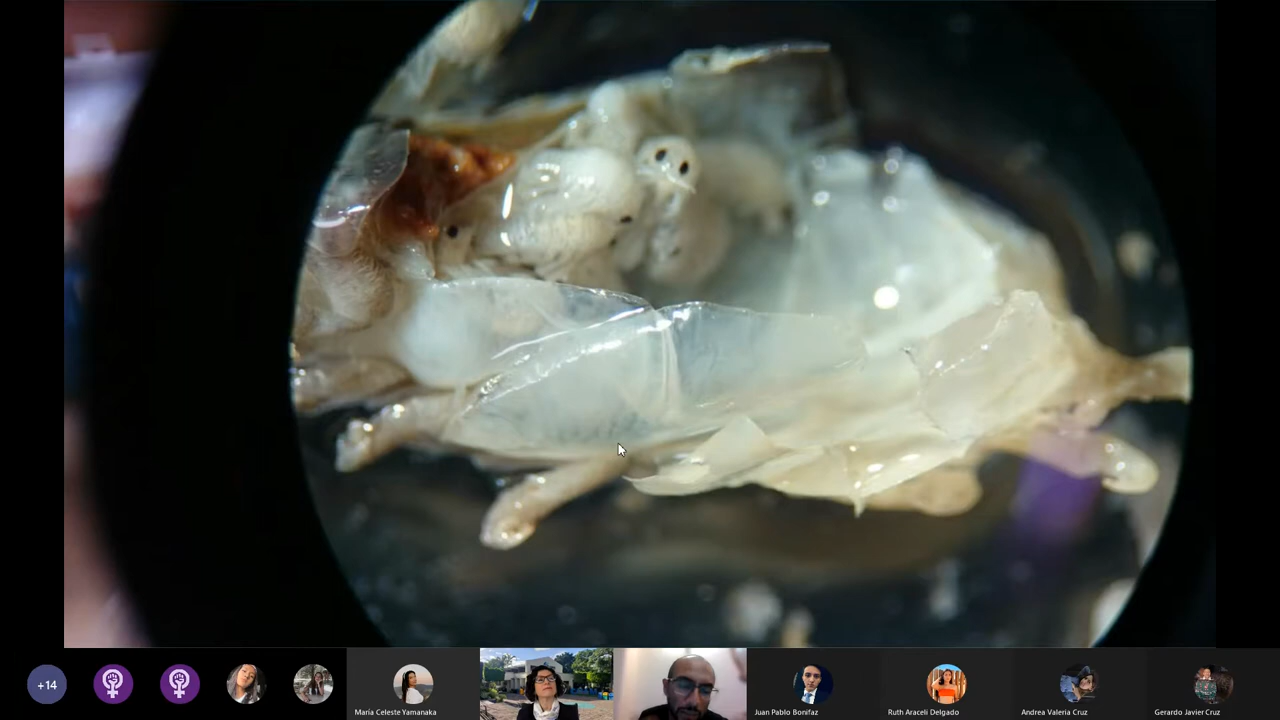 +14
María Celeste Yamanaka
Juan Pablo Bonifaz
Ruth Araceli Delgado
Andrea Valeria Cruz
Gerardo Javier Cruz